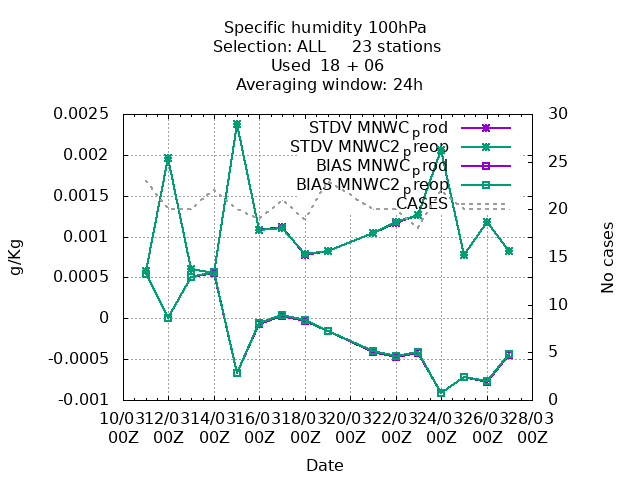 Specific humidity 100hPa
Selection: ALL 23 stations
Used 18 + 06
Averaging window: 24h
0.0025 30
STDV MNWC_prod
STDV MNWC2_preop
0.002 25
BIAS MNWC_prod
BIAS MNWC2_preop
0.0015 20
CASES
0.001 15
0.0005 10
0
-0.0005 5
-0.001 0
g/Kg
No cases
10/03 12/03 14/03 16/03 18/03 20/03 22/03 24/03 26/03 28/03
00Z 00Z 00Z 00Z 00Z 00Z 00Z 00Z 00Z 00Z
Date